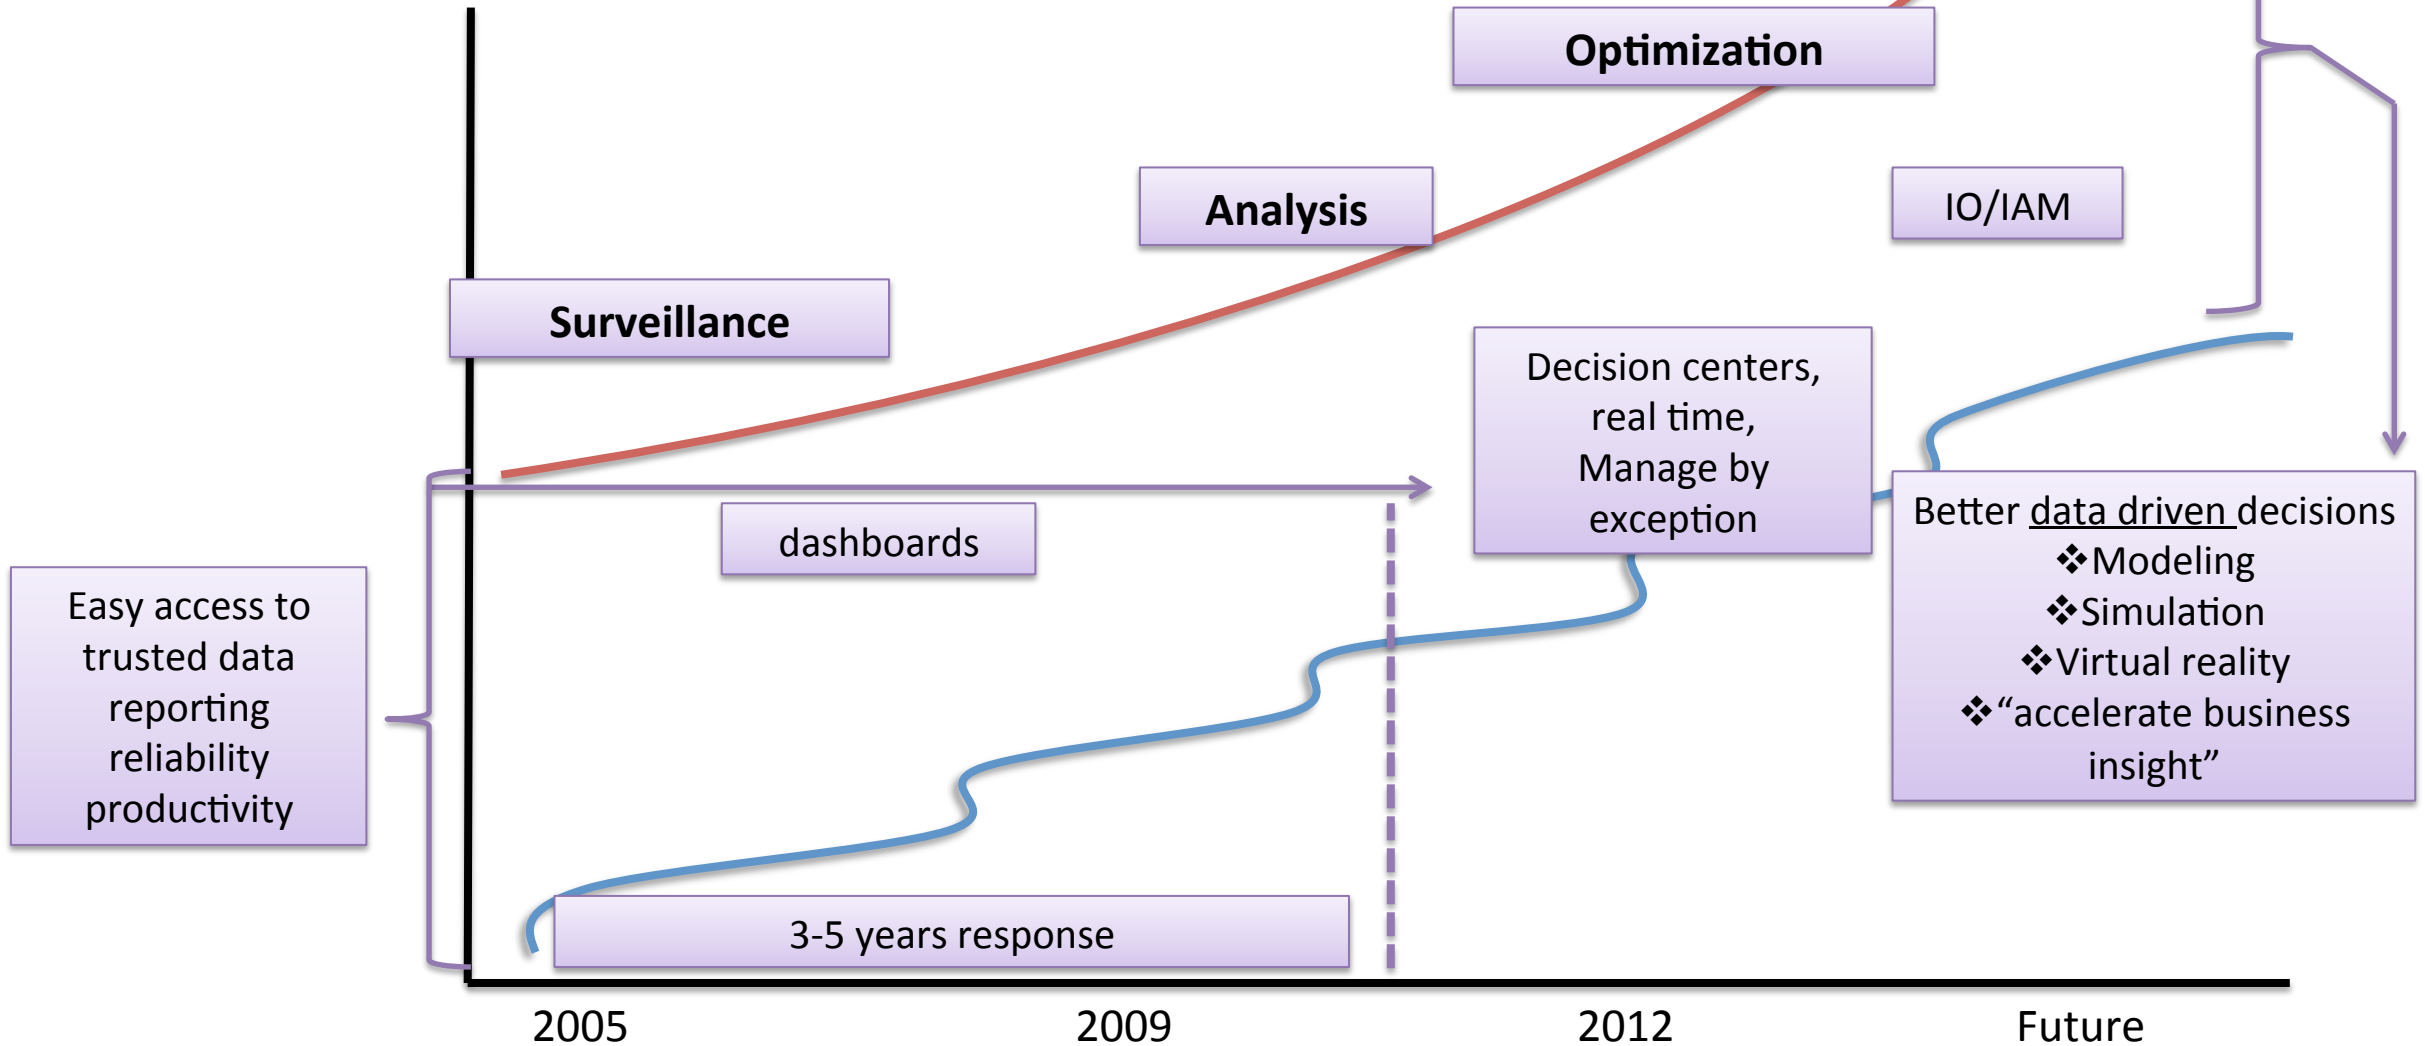 Optimization
Analysis
IO/IAM
Surveillance
Decision centers,
real time,
Manage by
exception
dashboards
Easy access to
trusted data
reporting
reliability
productivity
Better data driven decisions
❖Modeling
❖Simulation
❖Virtual reality
❖“accelerate business
insight”
3-5 years response
2005
2009
2012
Future